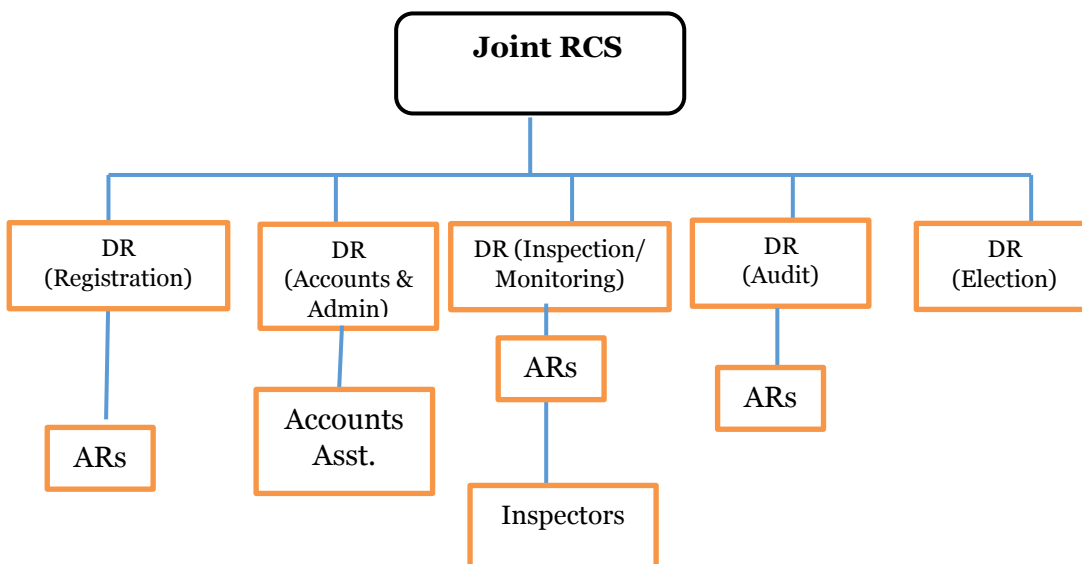 Joint RCS
DR
(Registration)
DR
(Accounts &
Admin)
DR (Inspection/
Monitoring)
DR
(Audit)
DR
(Election)
ARs
Accounts
Asst.
ARs
ARs
Inspectors